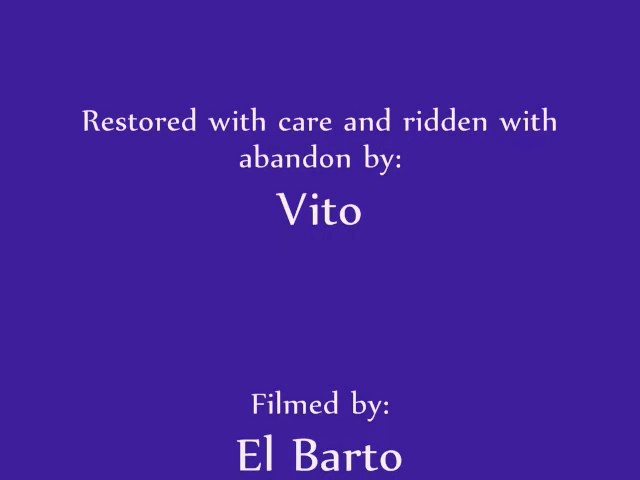 Restored with care and ridden with
abandon by:
Vito
Filmed by:
El Barto